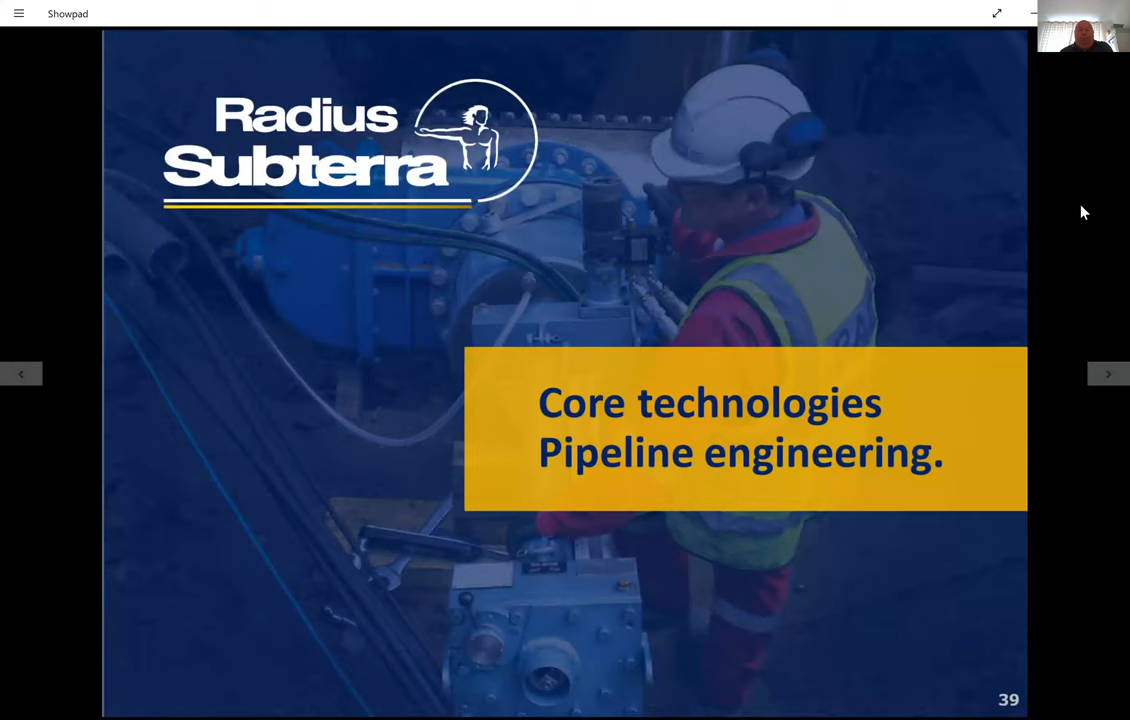 Showpad
Radius
Subterra
Core technologies
Pipeline engineering.
39